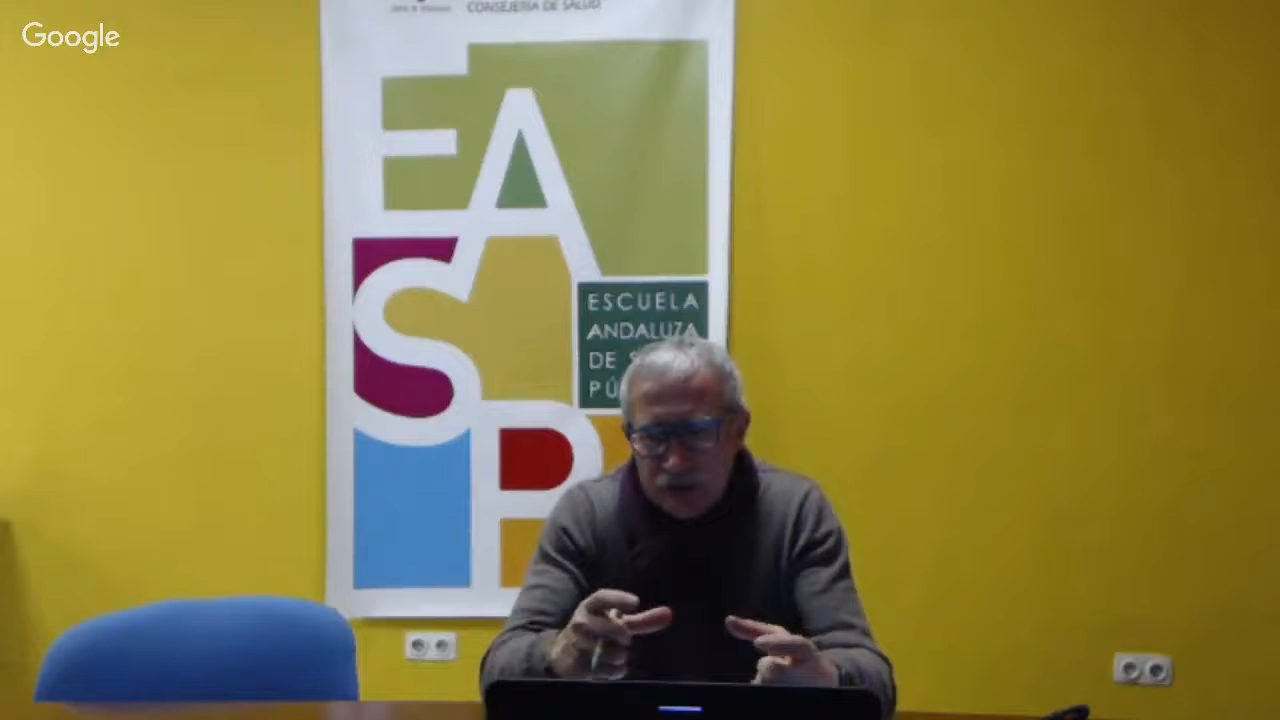 Google
CONSEJERÍA DE SALUD
EASP
ESCUELA
ANDALUZA
DE